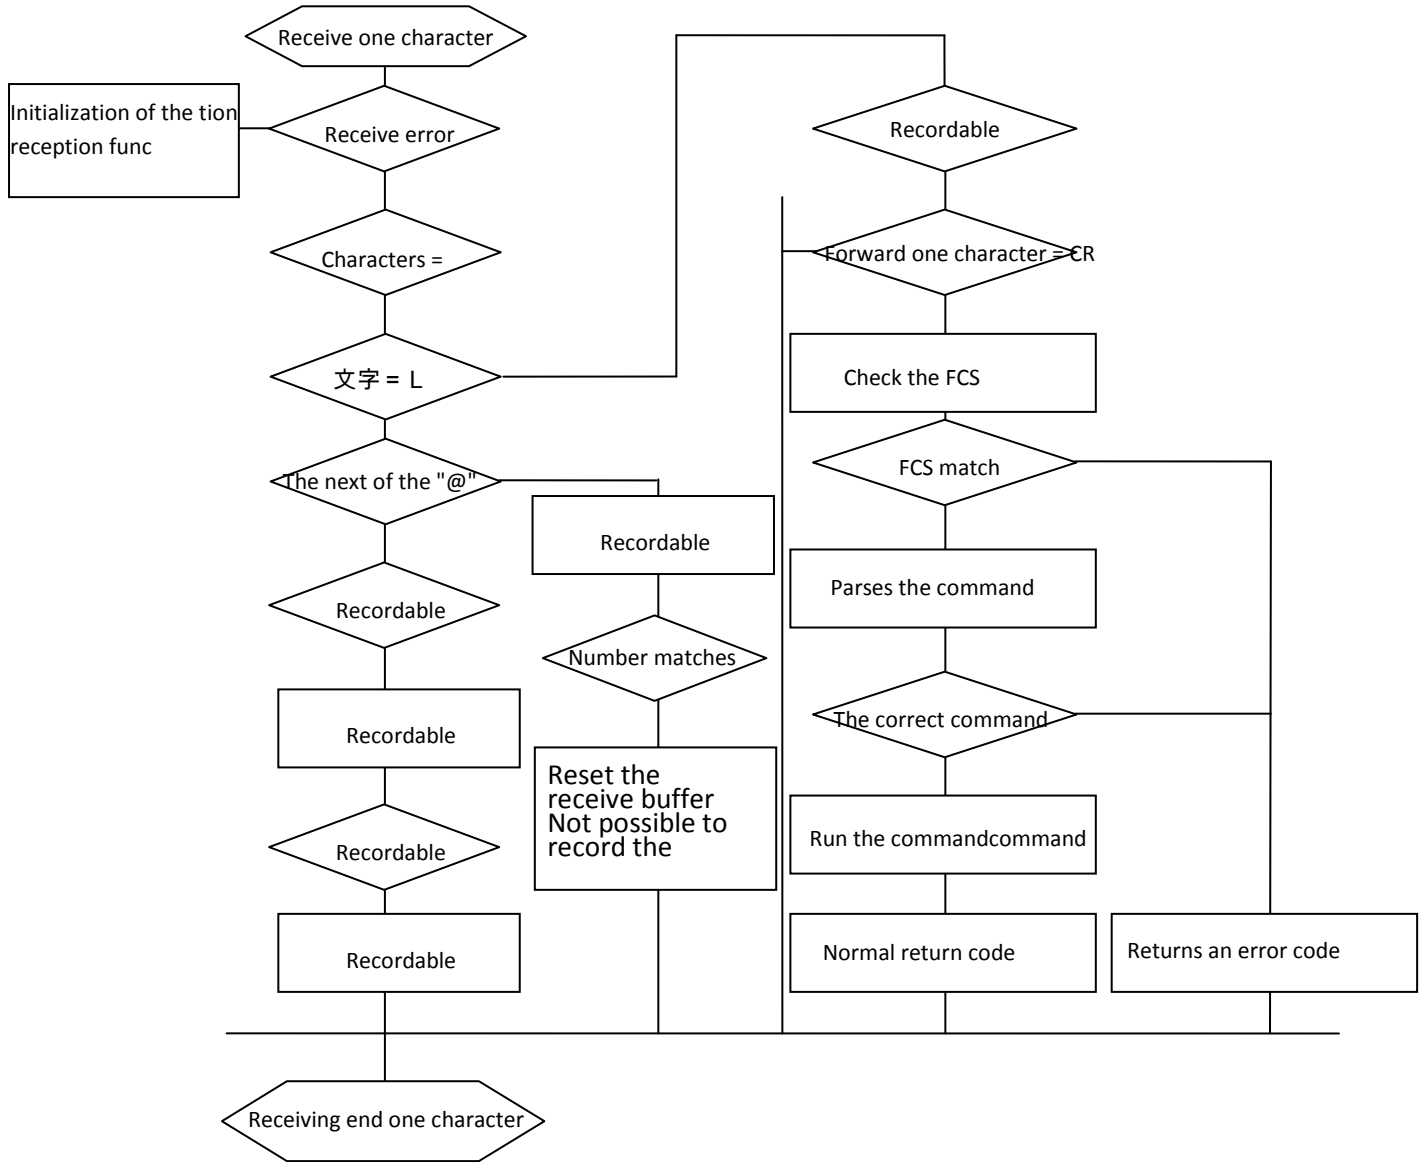 Receive one character
Initialization of the tion
reception func
Receive error
Characters =
文字 = L
The next of the "@"
Recordable
Recordable
Recordable
Recordable
Recordable
Number matches
Reset the
receive buffer
Not possible to
record the
Recordable
Forward one character = CR
Check the FCS
FCS match
Parses the command
The correct command
Run the commandcommand
Normal return code
Returns an error code
Receiving end one character